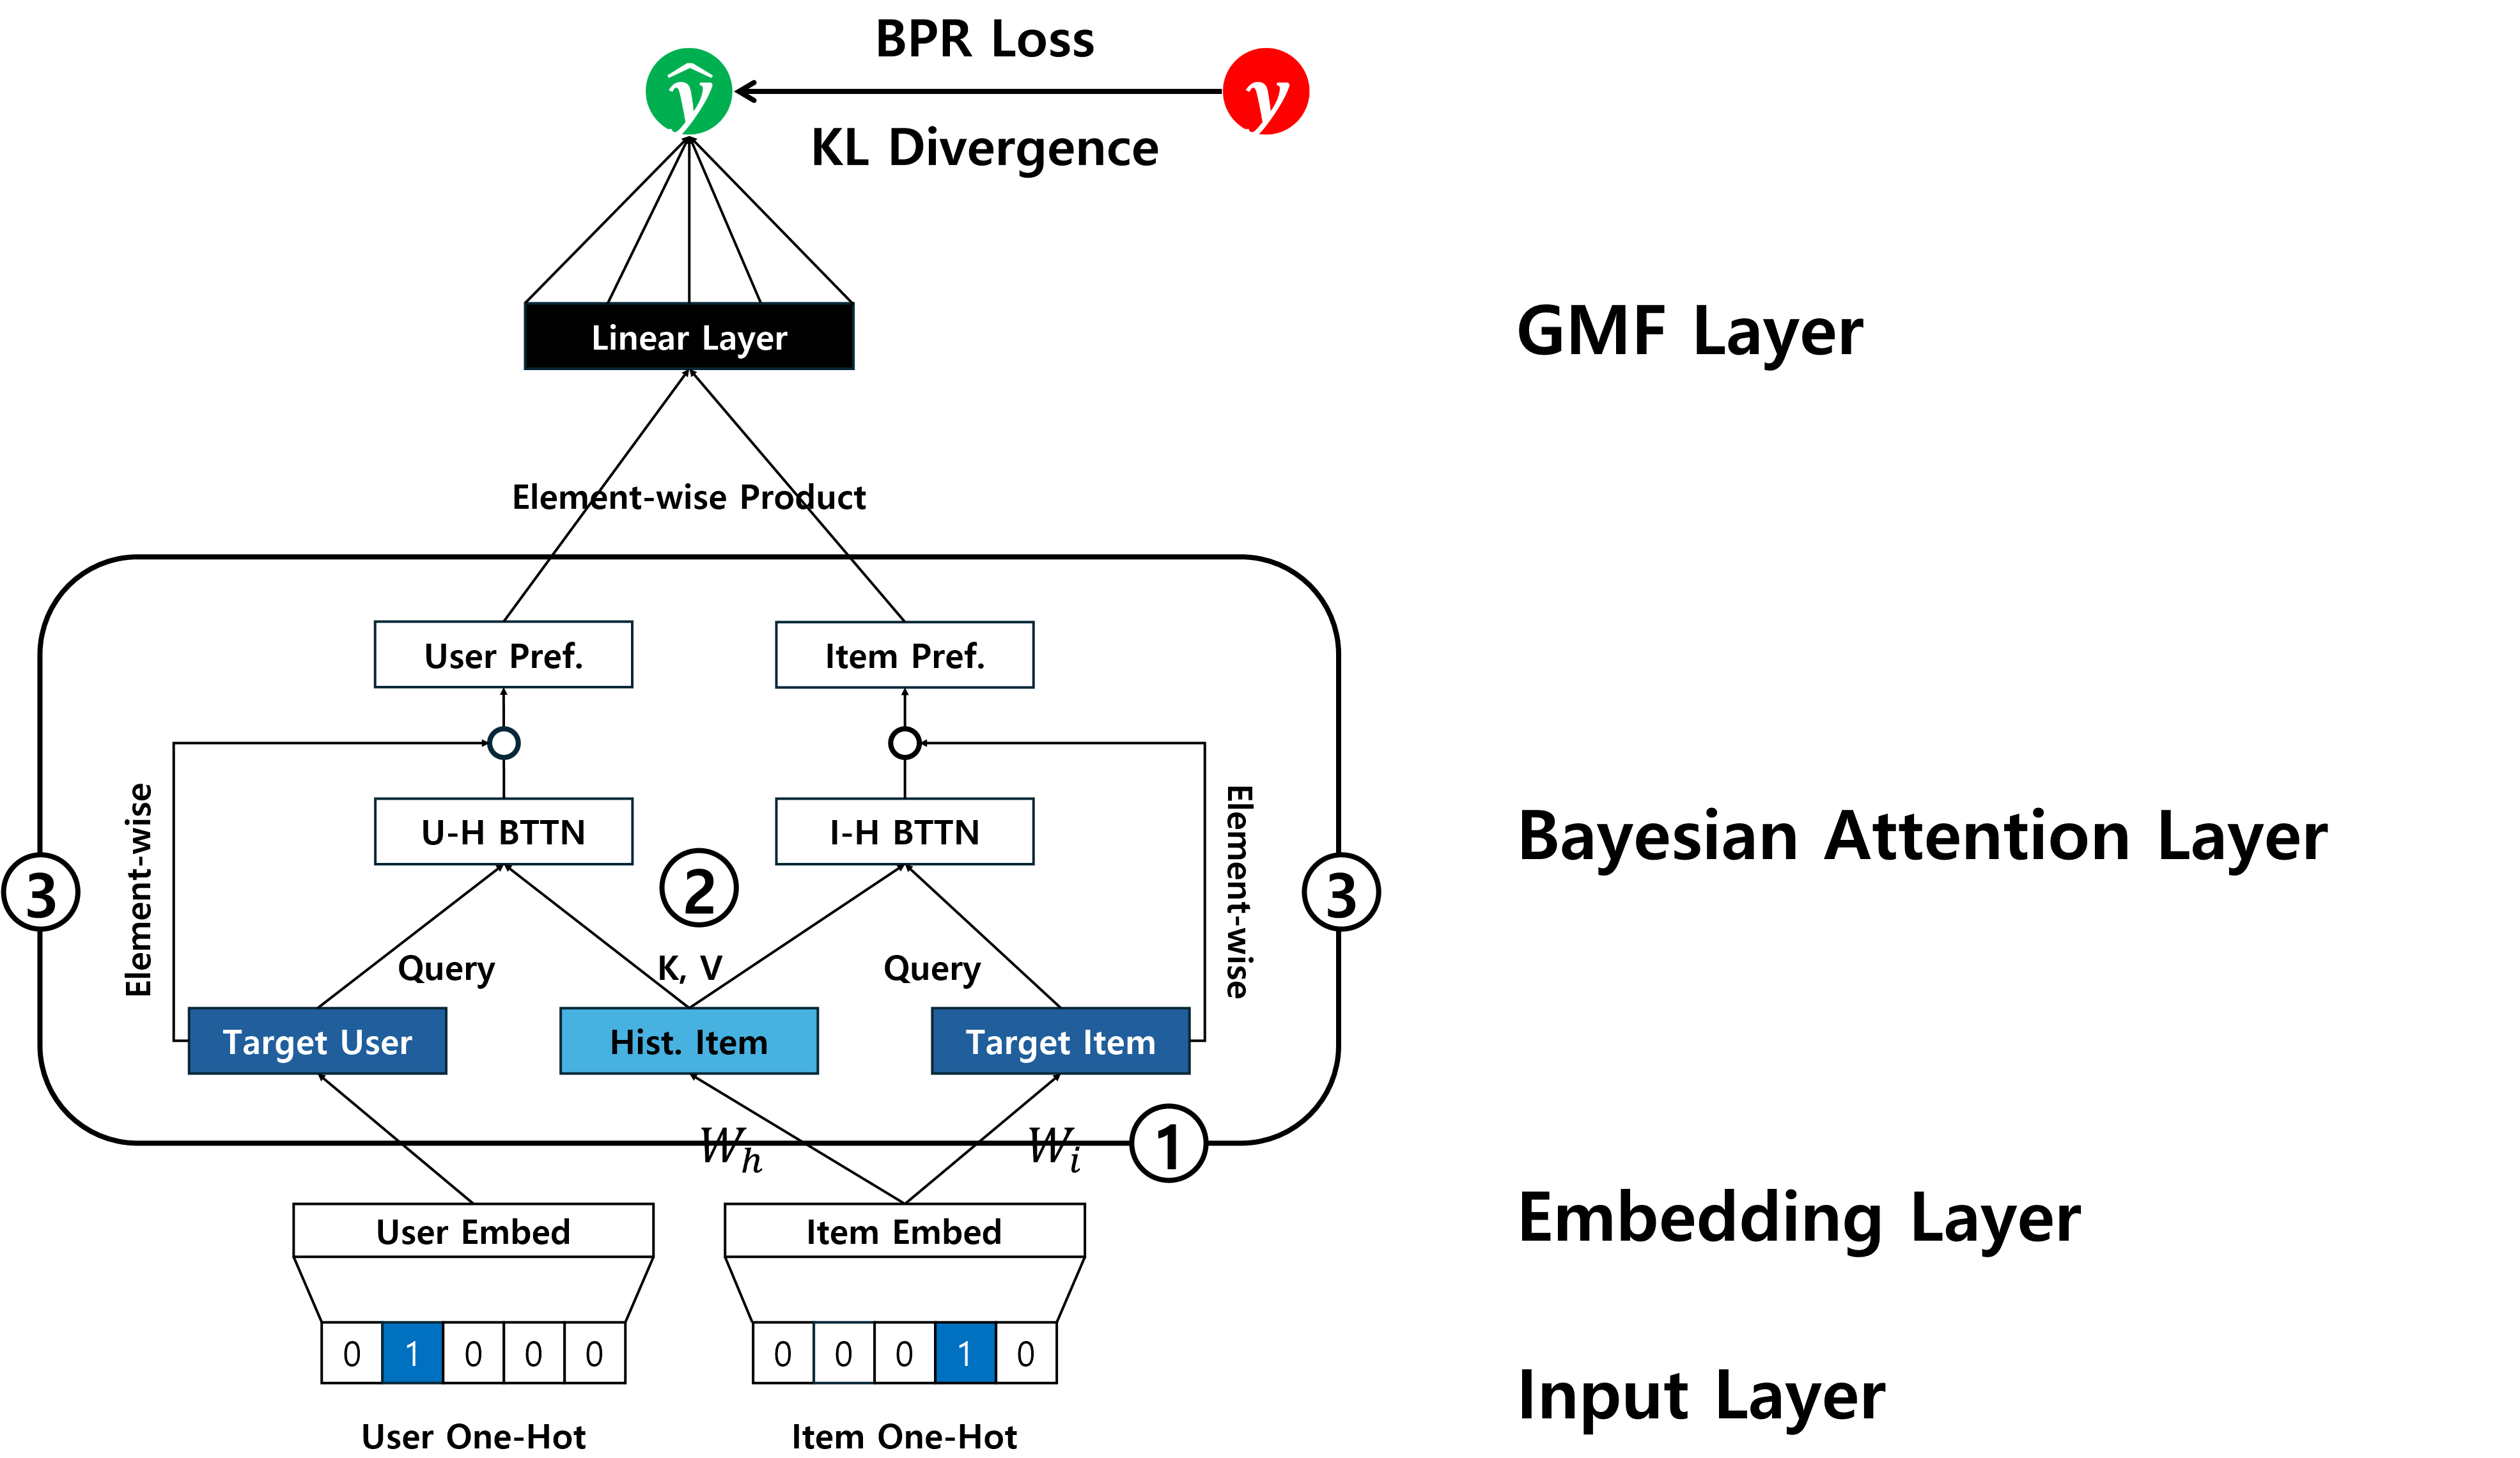 BPR Loss
ŷ
y
KL Divergence
Linear Layer
GMF Layer
Element-wise Product
User Pref.
Item Pref.
Element-wise
U-H BTTN
I-H BTTN
Element-wise
Bayesian Attention Layer
3
2
3
Query
K, V
Query
Target User
Hist. Item
Target Item
W_h
W_i
1
User Embed
Item Embed
Embedding Layer
0 1 0 0 0
0 0 0 1 0
Input Layer
User One-Hot
Item One-Hot